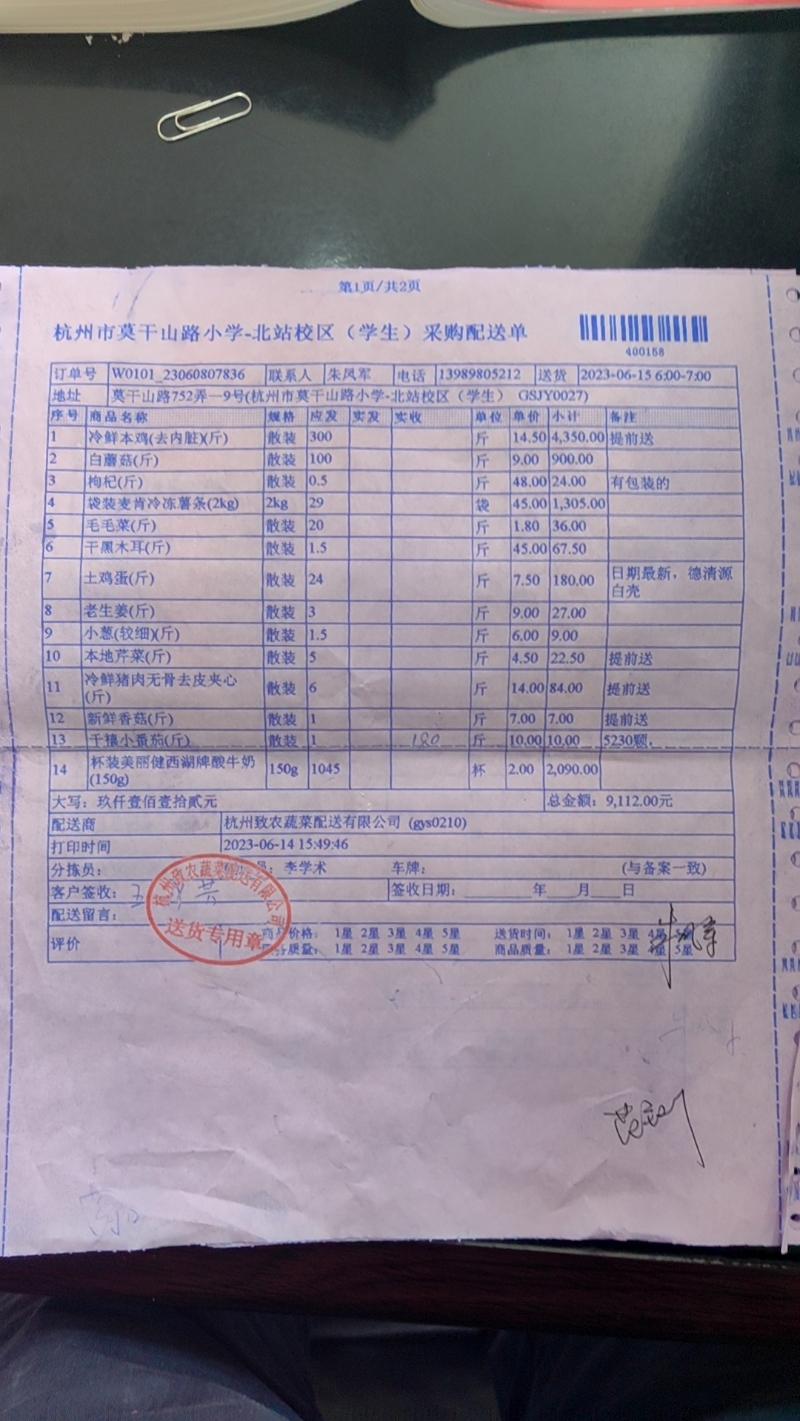 第1页/共2页
杭州市莫干山路小学-北站校区（学生）采购配送单
400158
订单号 W0101_23060807836 联系人 朱凤军 电话 13989805212 送货 2023-06-15 6:00-7:00
地址 莫干山路752弄一9号(杭州市莫干山路小学-北站校区（学生） GSJY0027)
序号 商品名称 规格 应发 实发 实收 单位 单价 小计 备注
1 冷鲜本鸡(去内脏)(斤) 散装 300 斤 14.50 4,350.00 提前送
2 白蘑菇(斤) 散装 100 斤 9.00 900.00
3 枸杞(斤) 散装 0.5 斤 48.00 24.00 有包装的
4 袋装麦肯冷冻薯条(2kg) 2kg 29 袋 45.00 1,305.00
5 毛毛菜(斤) 散装 20 斤 1.80 36.00
6 干黑木耳(斤) 散装 1.5 斤 45.00 67.50
7 土鸡蛋(斤) 散装 24 斤 7.50 180.00 日期最新，德清源
白壳
8 老生姜(斤) 散装 3 斤 9.00 27.00
9 小葱(较细)(斤) 散装 1.5 斤 6.00 9.00
10 本地芹菜(斤) 散装 5 斤 4.50 22.50 提前送
11 冷鲜猪肉无骨去皮夹心
(斤) 散装 6 斤 14.00 84.00 提前送
12 新鲜香菇(斤) 散装 1 斤 7.00 7.00 提前送
13 千禧小番茄(斤) 散装 1 180 斤 10.00 10.00 5230颗，
14 杯装美丽健西湖牌酸牛奶
(150g) 150g 1045 杯 2.00 2,090.00
大写：玖仟壹佰壹拾贰元 总金额：9,112.00元
配送商 杭州致农蔬菜配送有限公司 (gys0210)
打印时间 2023-06-14 15:49:46
分拣员： 李学术 车牌： (与备案一致)
客户签收： 签收日期： 年 月 日
配送留言：
评价 商品价格： 1星 2星 3星 4星 5星 送货时间： 1星 2星 3星 4星 5星
质量： 1星 2星 3星 4星 5星 商品质量： 1星 2星 3星 4星 5星
杭州致农蔬菜配送有限公司
送货专用章